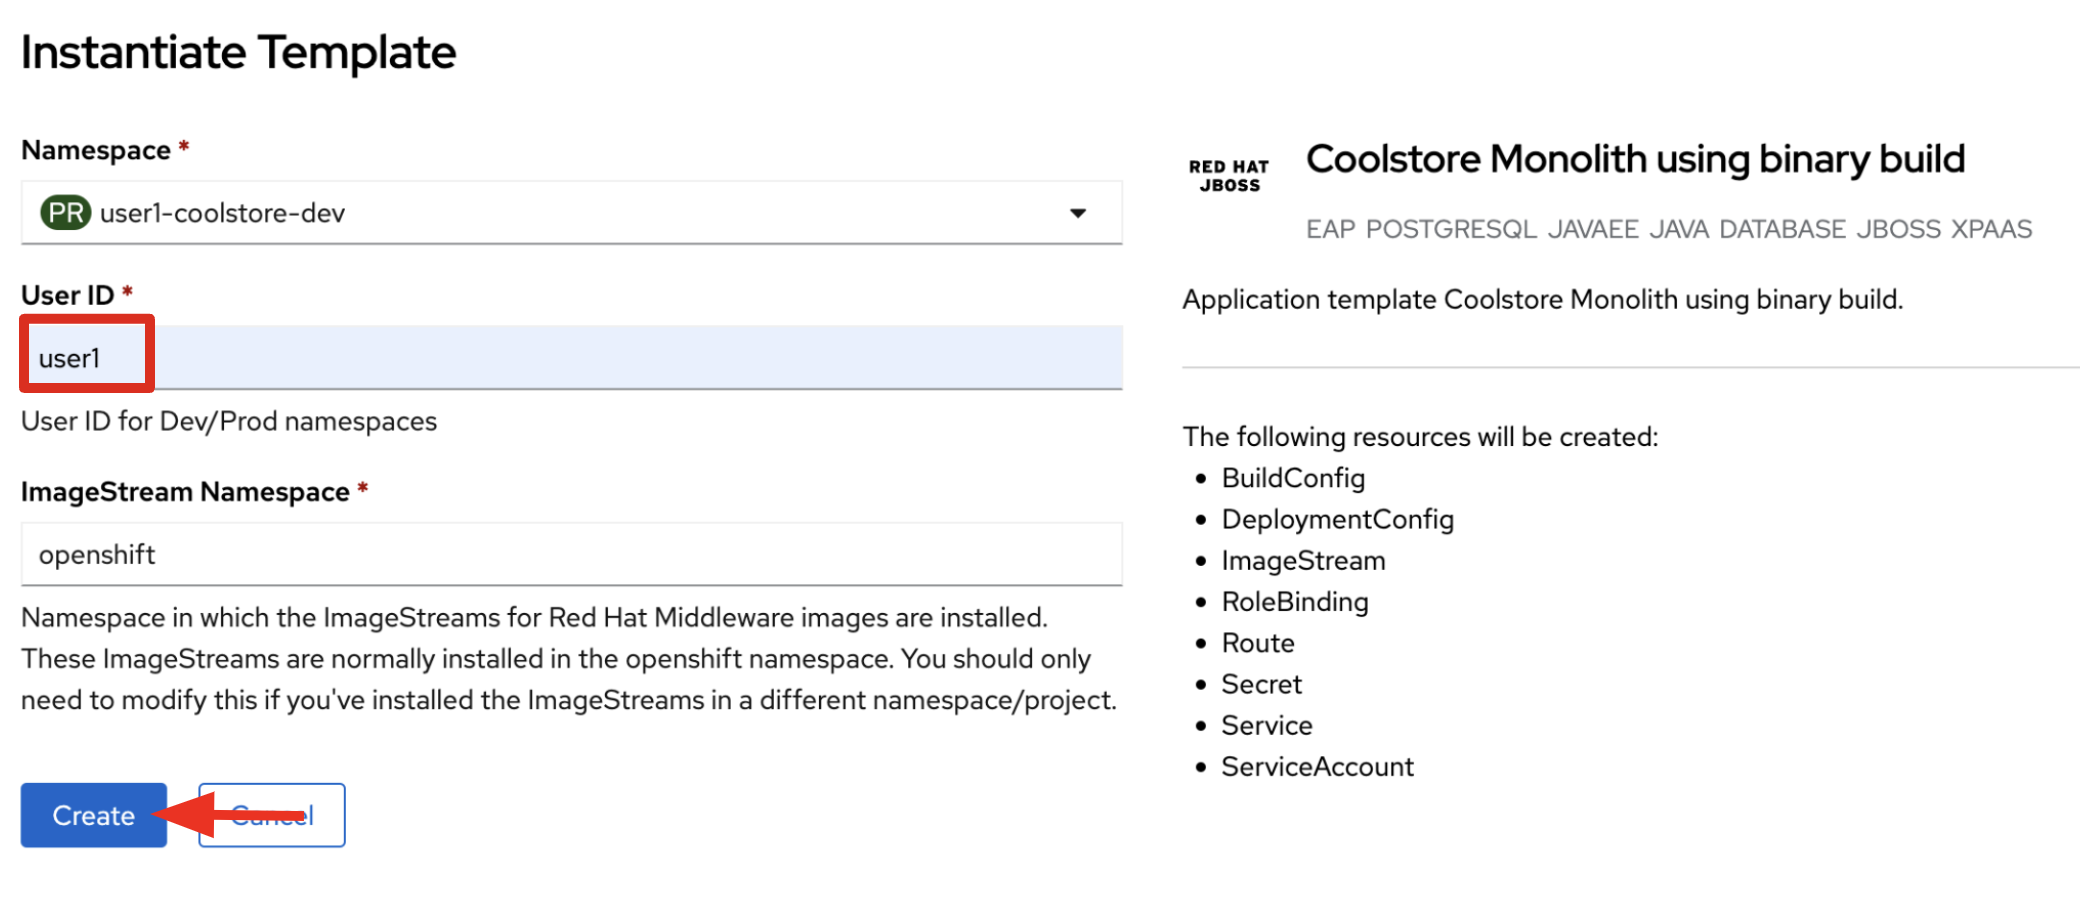 Instantiate Template
Namespace *
PR user1-coolstore-dev
User ID *
user1
User ID for Dev/Prod namespaces
ImageStream Namespace *
openshift
Namespace in which the ImageStreams for Red Hat Middleware images are installed.
These ImageStreams are normally installed in the openshift namespace. You should only
need to modify this if you've installed the ImageStreams in a different namespace/project.
Create
Cancel
RED HAT
JBOSS
Coolstore Monolith using binary build
EAP POSTGRESQL JAVAEE JAVA DATABASE JBOSS XPAAS
Application template Coolstore Monolith using binary build.
The following resources will be created:
• BuildConfig
• DeploymentConfig
• ImageStream
• RoleBinding
• Route
• Secret
• Service
• ServiceAccount